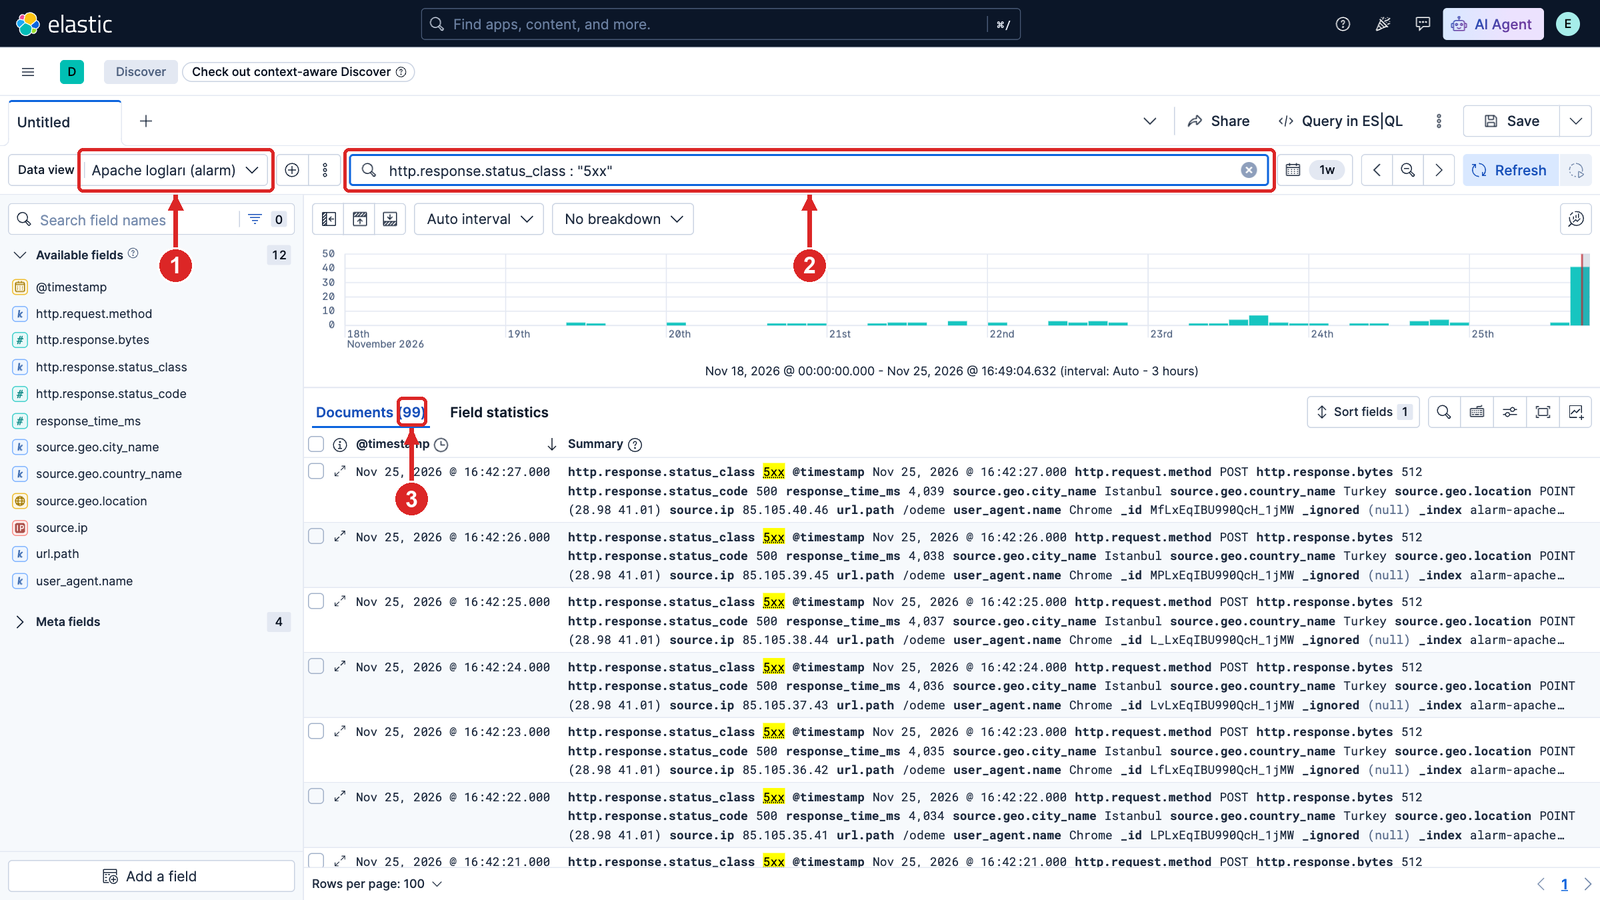 elastic
Find apps, content, and more.
⌘/
AI Agent
E
D
Discover
Check out context-aware Discover
Untitled
Share
Query in ES|QL
Save
Data view
Apache logları (alarm)
http.response.status_class : "5xx"
1w
Refresh
Search field names
0
Auto interval
No breakdown
1
2
3
Available fields
12
@timestamp
http.request.method
http.response.bytes
http.response.status_class
http.response.status_code
response_time_ms
source.geo.city_name
source.geo.country_name
source.geo.location
source.ip
url.path
user_agent.name
Meta fields
4
Add a field
50
40
30
20
10
0
18th
November 2026
19th
20th
21st
22nd
23rd
24th
25th
Nov 18, 2026 @ 00:00:00.000 - Nov 25, 2026 @ 16:49:04.632 (interval: Auto - 3 hours)
Documents (99)
Field statistics
Sort fields 1
@timestamp
Summary
Nov 25, 2026 @ 16:42:27.000
http.response.status_class 5xx @timestamp Nov 25, 2026 @ 16:42:27.000 http.request.method POST http.response.bytes 512
http.response.status_code 500 response_time_ms 4,039 source.geo.city_name Istanbul source.geo.country_name Turkey source.geo.location POINT
(28.98 41.01) source.ip 85.105.40.46 url.path /odeme user_agent.name Chrome _id MfLxEqIBU990QcH_1jMW _ignored (null) _index alarm-apache…
Nov 25, 2026 @ 16:42:26.000
http.response.status_class 5xx @timestamp Nov 25, 2026 @ 16:42:26.000 http.request.method POST http.response.bytes 512
http.response.status_code 500 response_time_ms 4,038 source.geo.city_name Istanbul source.geo.country_name Turkey source.geo.location POINT
(28.98 41.01) source.ip 85.105.39.45 url.path /odeme user_agent.name Chrome _id MPLxEqIBU990QcH_1jMW _ignored (null) _index alarm-apache…
Nov 25, 2026 @ 16:42:25.000
http.response.status_class 5xx @timestamp Nov 25, 2026 @ 16:42:25.000 http.request.method POST http.response.bytes 512
http.response.status_code 500 response_time_ms 4,037 source.geo.city_name Istanbul source.geo.country_name Turkey source.geo.location POINT
(28.98 41.01) source.ip 85.105.38.44 url.path /odeme user_agent.name Chrome _id L_LxEqIBU990QcH_1jMW _ignored (null) _index alarm-apache…
Nov 25, 2026 @ 16:42:24.000
http.response.status_class 5xx @timestamp Nov 25, 2026 @ 16:42:24.000 http.request.method POST http.response.bytes 512
http.response.status_code 500 response_time_ms 4,036 source.geo.city_name Istanbul source.geo.country_name Turkey source.geo.location POINT
(28.98 41.01) source.ip 85.105.37.43 url.path /odeme user_agent.name Chrome _id LvLxEqIBU990QcH_1jMW _ignored (null) _index alarm-apache…
Nov 25, 2026 @ 16:42:23.000
http.response.status_class 5xx @timestamp Nov 25, 2026 @ 16:42:23.000 http.request.method POST http.response.bytes 512
http.response.status_code 500 response_time_ms 4,035 source.geo.city_name Istanbul source.geo.country_name Turkey source.geo.location POINT
(28.98 41.01) source.ip 85.105.36.42 url.path /odeme user_agent.name Chrome _id LfLxEqIBU990QcH_1jMW _ignored (null) _index alarm-apache…
Nov 25, 2026 @ 16:42:22.000
http.response.status_class 5xx @timestamp Nov 25, 2026 @ 16:42:22.000 http.request.method POST http.response.bytes 512
http.response.status_code 500 response_time_ms 4,034 source.geo.city_name Istanbul source.geo.country_name Turkey source.geo.location POINT
(28.98 41.01) source.ip 85.105.35.41 url.path /odeme user_agent.name Chrome _id LPLxEqIBU990QcH_1jMW _ignored (null) _index alarm-apache…
Nov 25, 2026 @ 16:42:21.000
http.response.status_class 5xx @timestamp Nov 25, 2026 @ 16:42:21.000 http.request.method POST http.response.bytes 512
Rows per page: 100
1